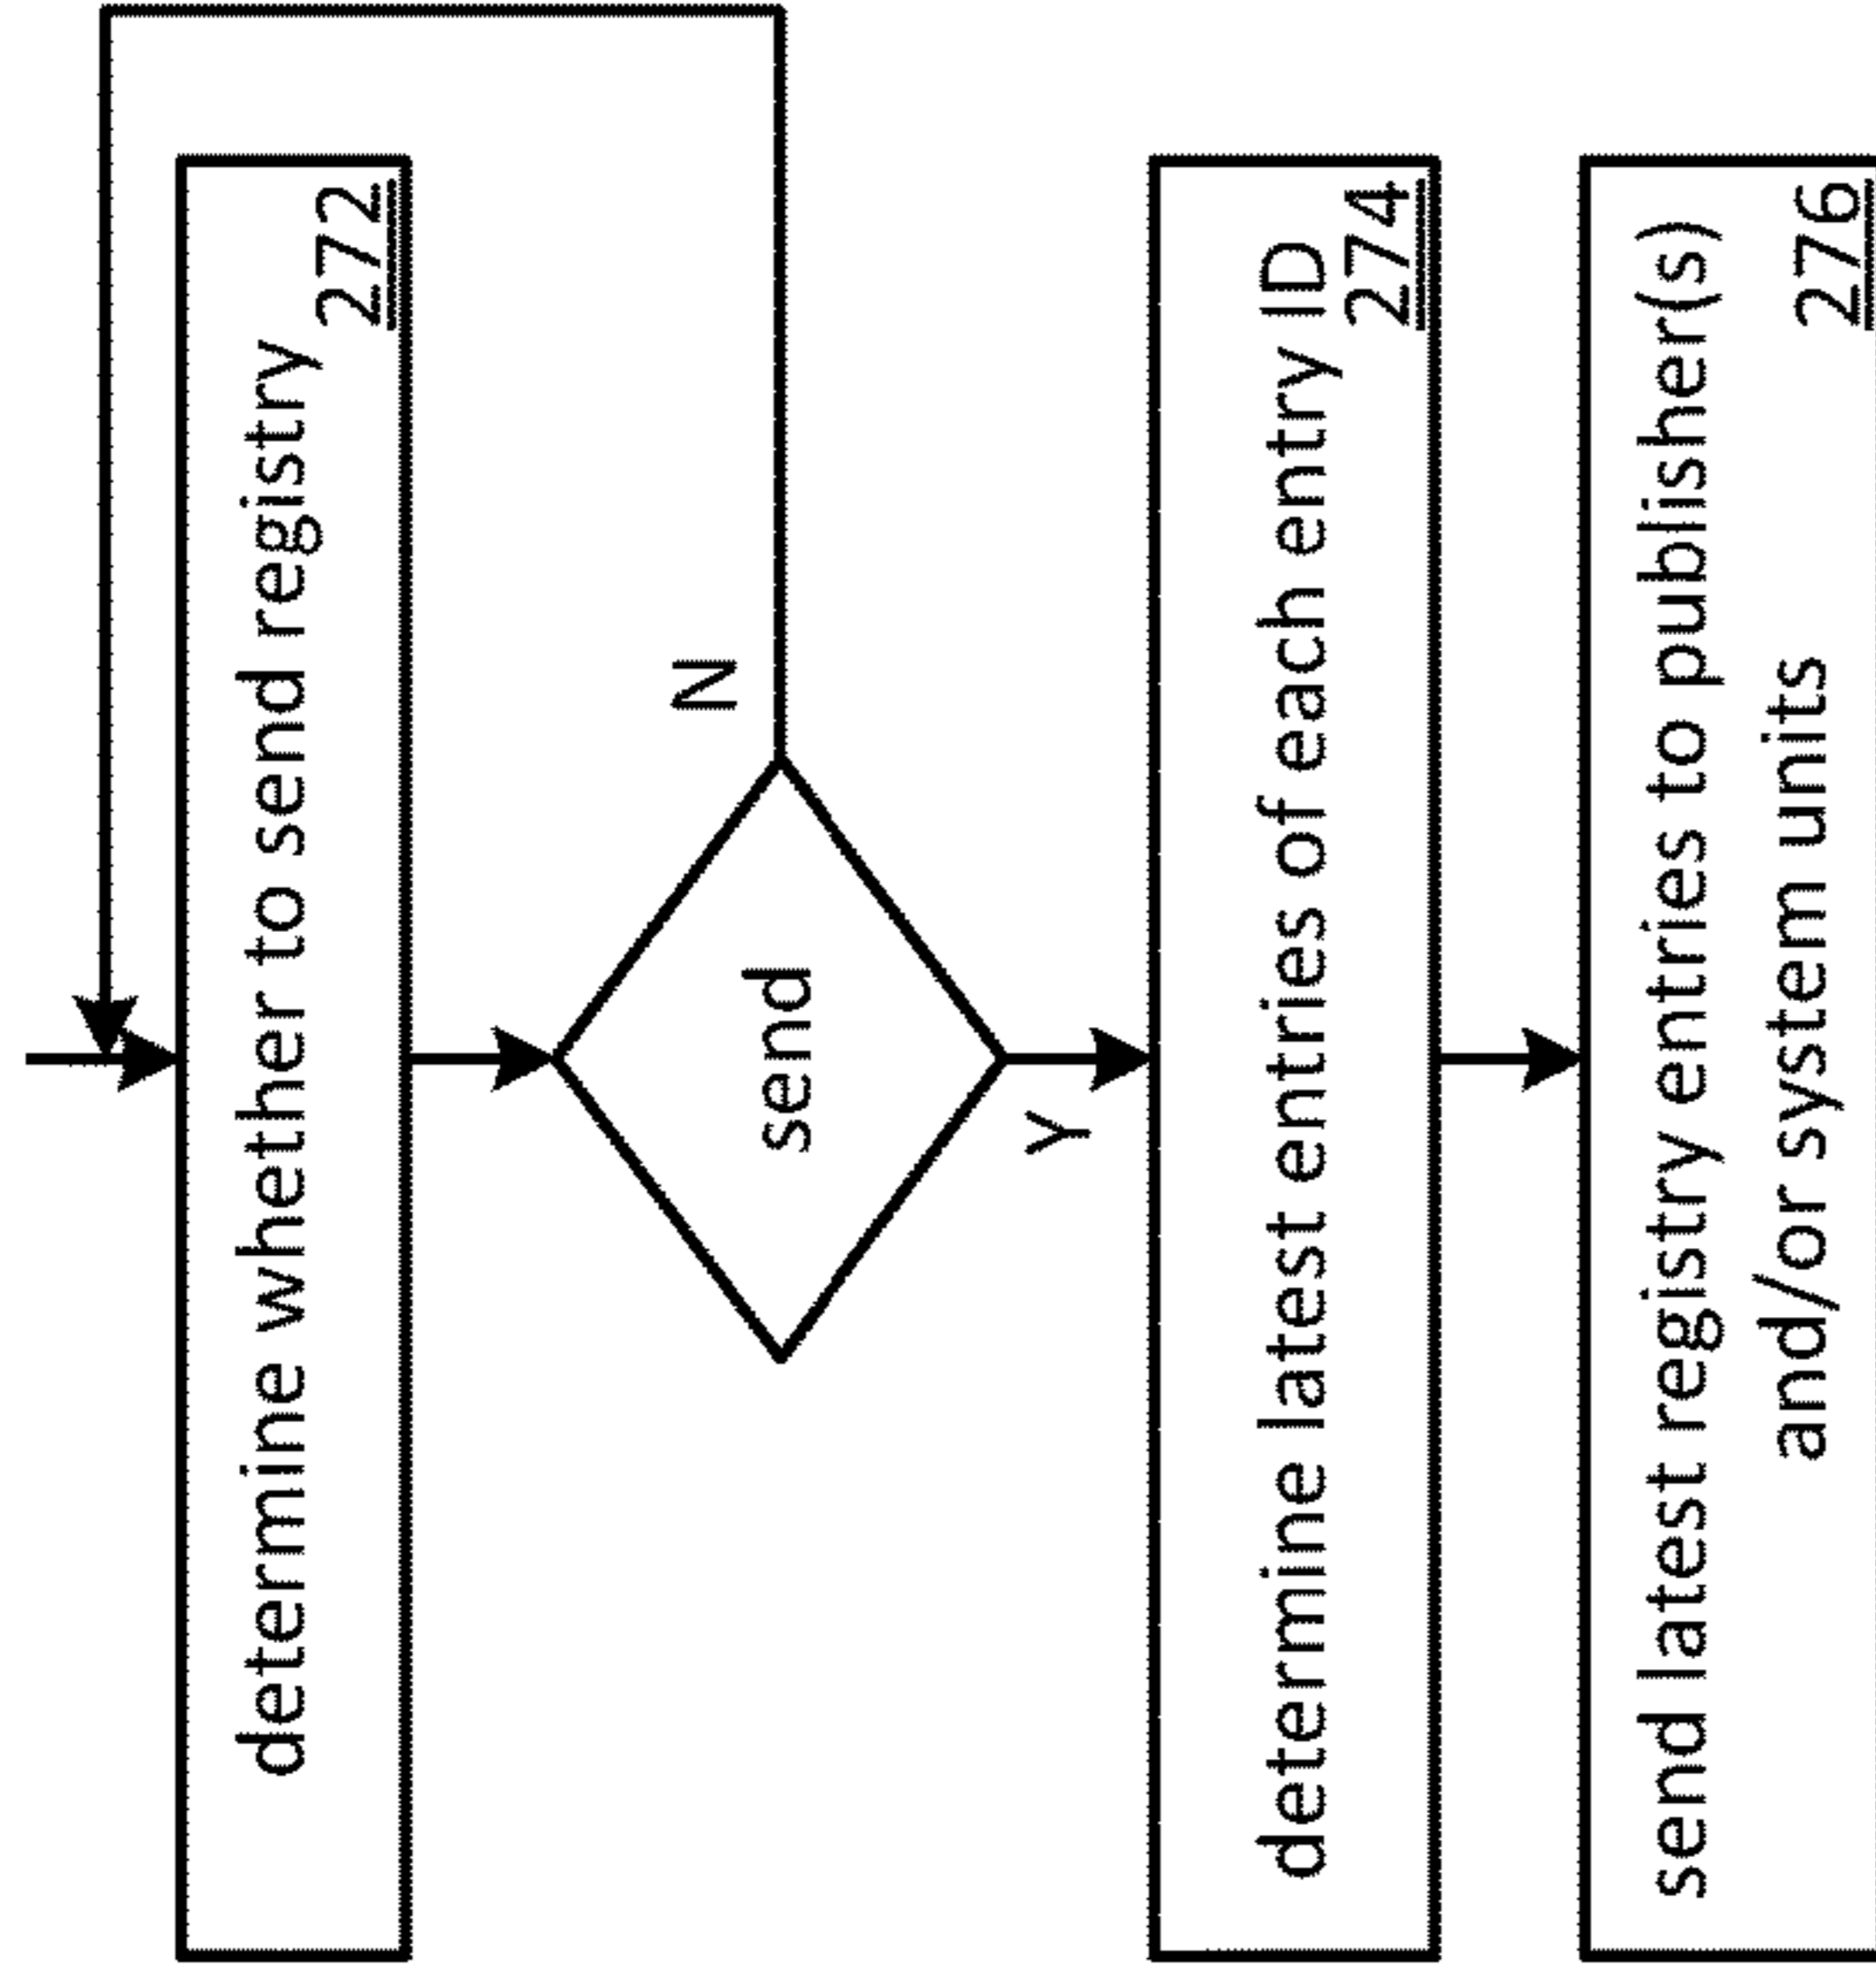 determine whether to send registry
272
send
N
Y
determine latest entries of each entry ID
274
send latest registry entries to publisher(s)
and/or system units
276